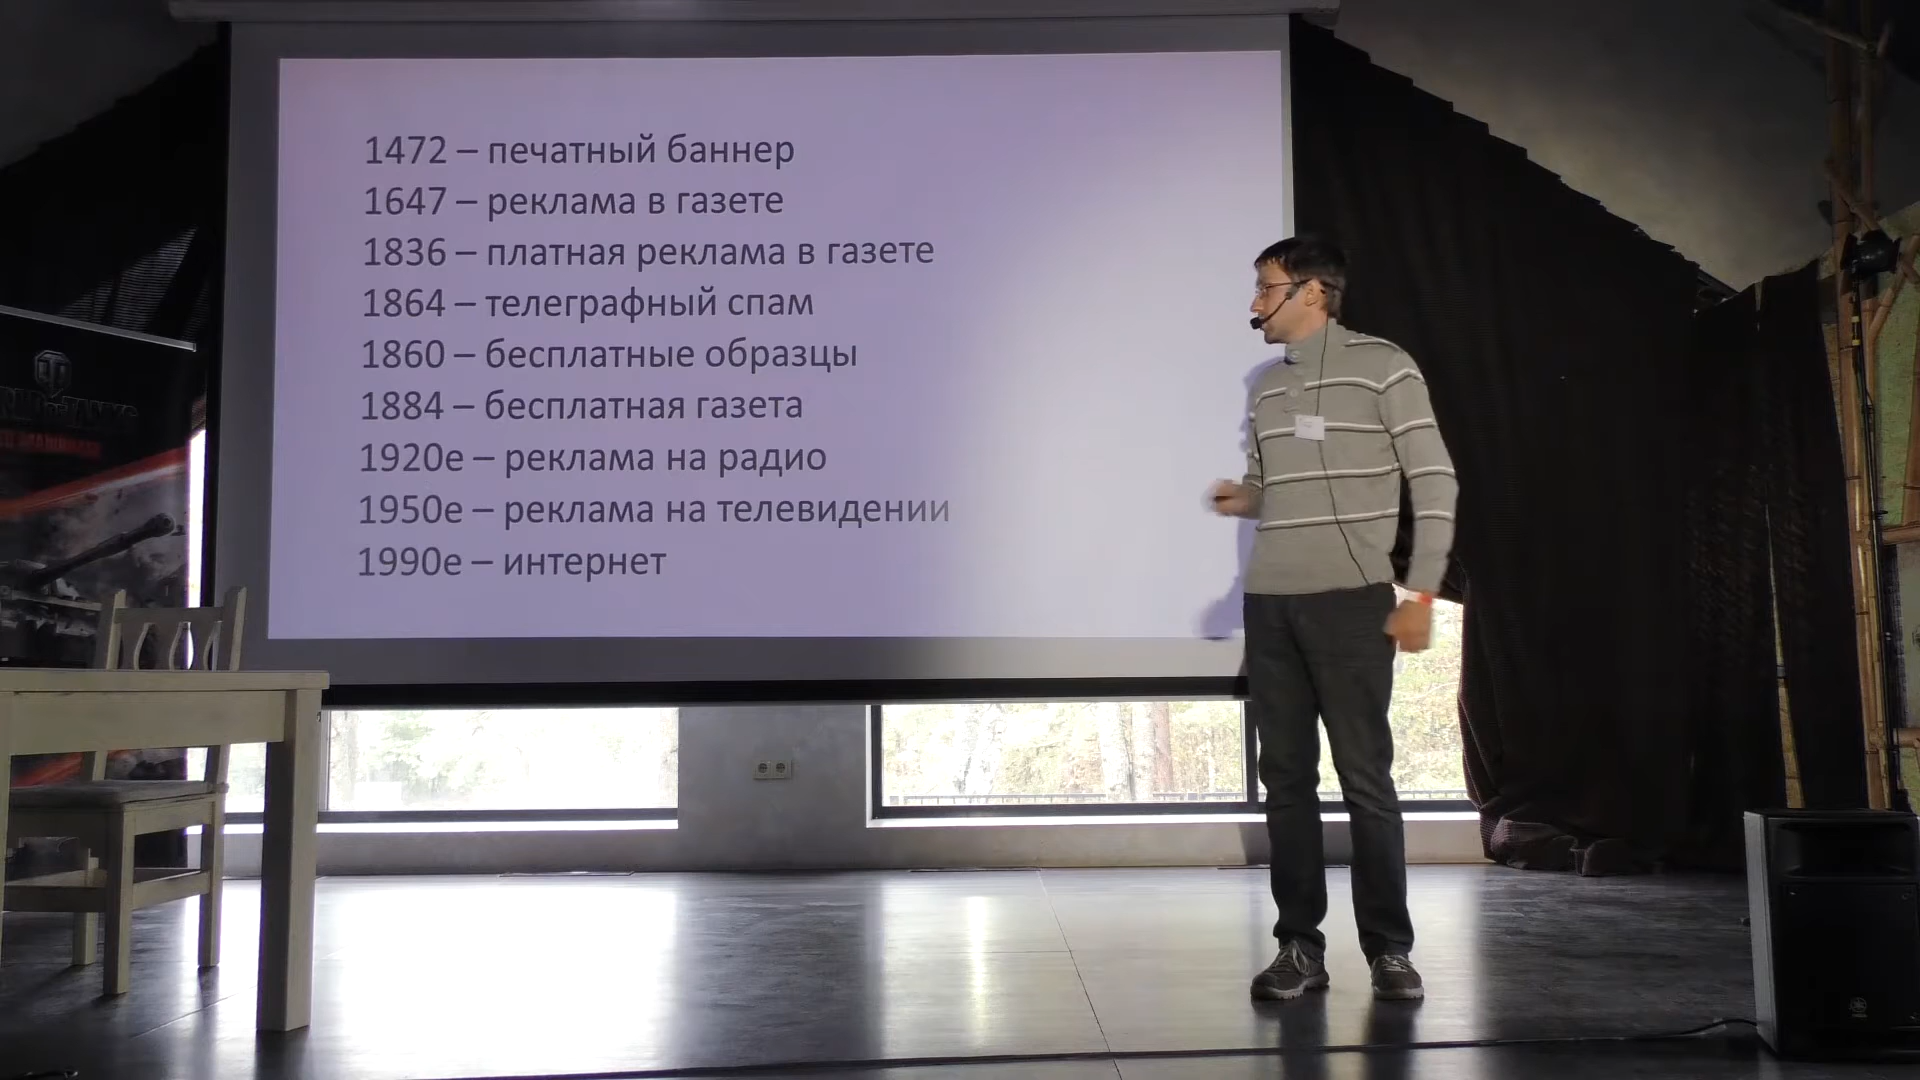 1472 – печатный баннер
1647 – реклама в газете
1836 – платная реклама в газете
1864 – телеграфный спам
1860 – бесплатные образцы
1884 – бесплатная газета
1920е – реклама на радио
1950е – реклама на телевидении
1990е – интернет